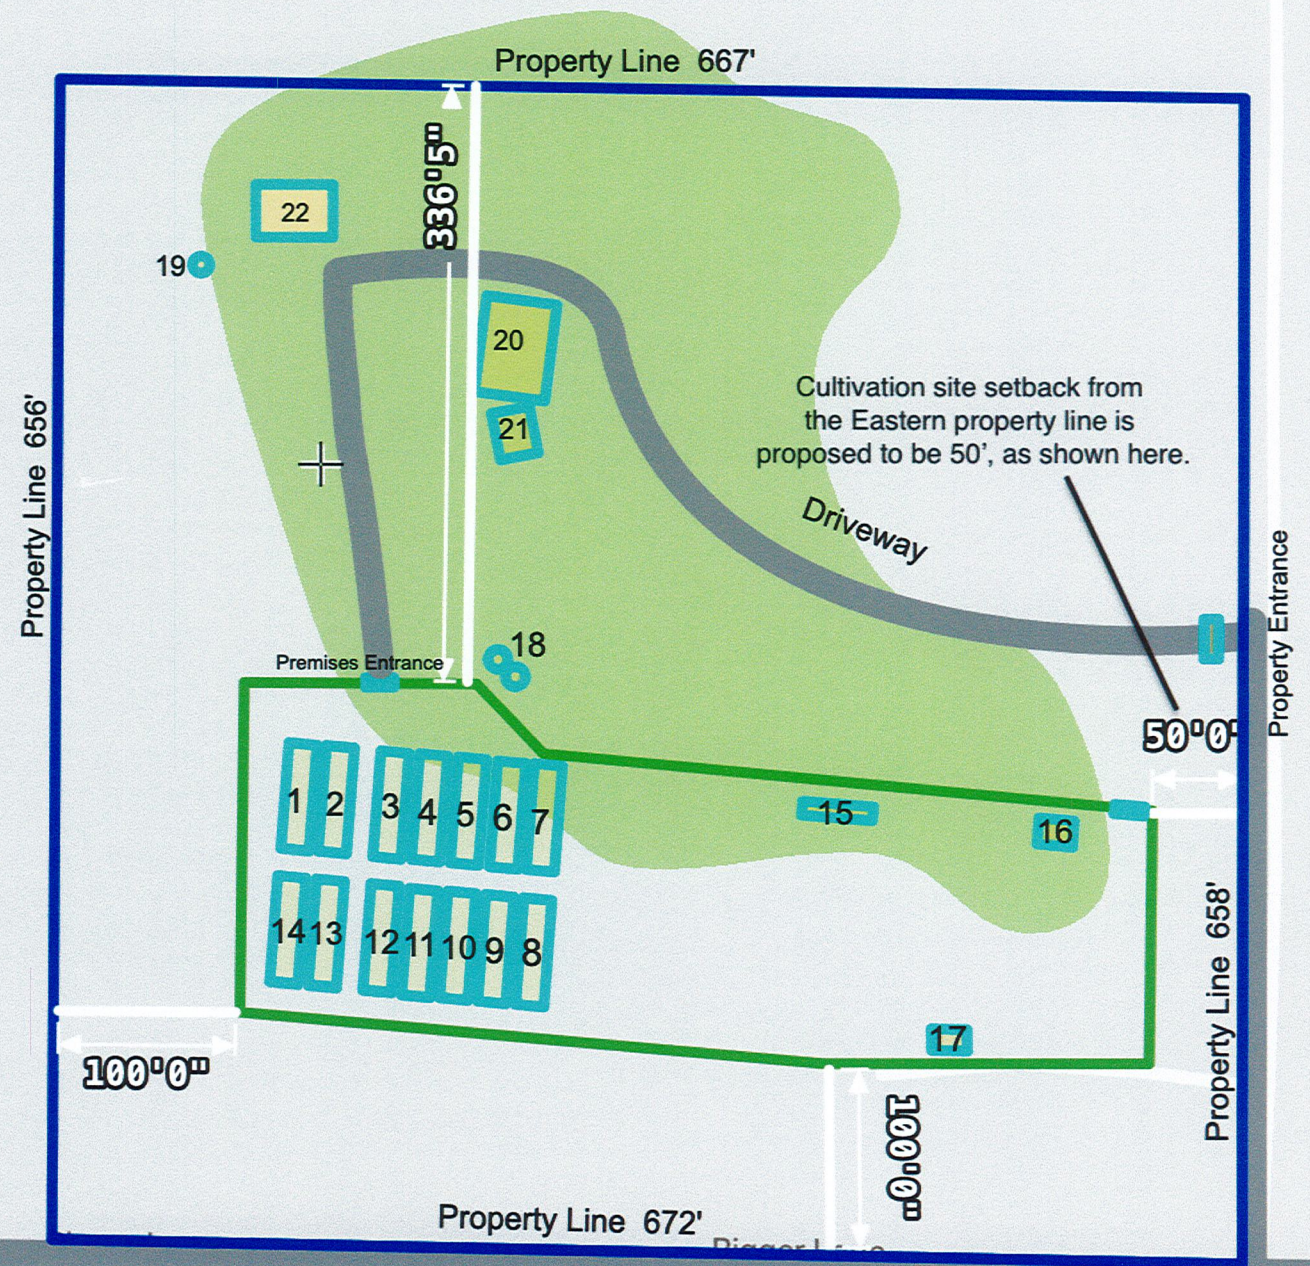 Property Line 667'
336'5"
22
19
20
21
Cultivation site setback from
the Eastern property line is
proposed to be 50’, as shown here.
Property Line 656'
Driveway
Property Entrance
18
Premises Entrance
50'0"
1 2 3 4 5 6 7
15
16
14 13 12 11 10 9 8
17
Property Line 658'
100'0"
100'0"
Property Line 672'